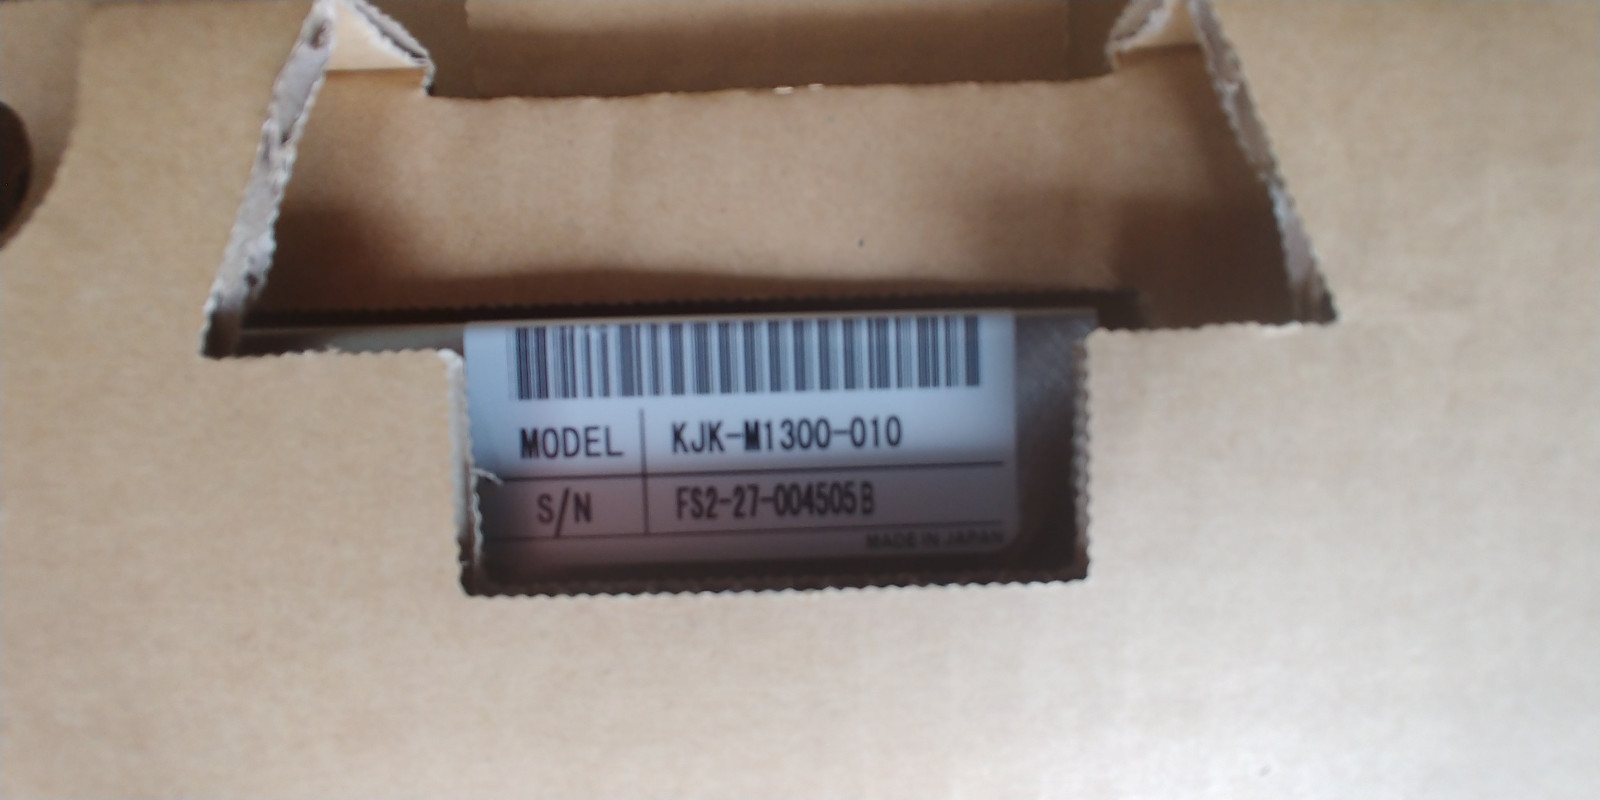 MODEL KJK-M1300-010
S/N FS2-27-004505B
MADE IN JAPAN